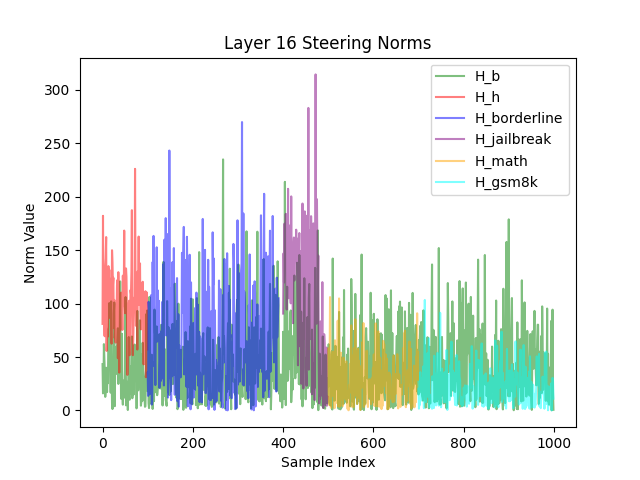 Layer 16 Steering Norms
H_b
H_h
H_borderline
H_jailbreak
H_math
H_gsm8k
Norm Value
300
250
200
150
100
50
0
0 200 400 600 800 1000
Sample Index